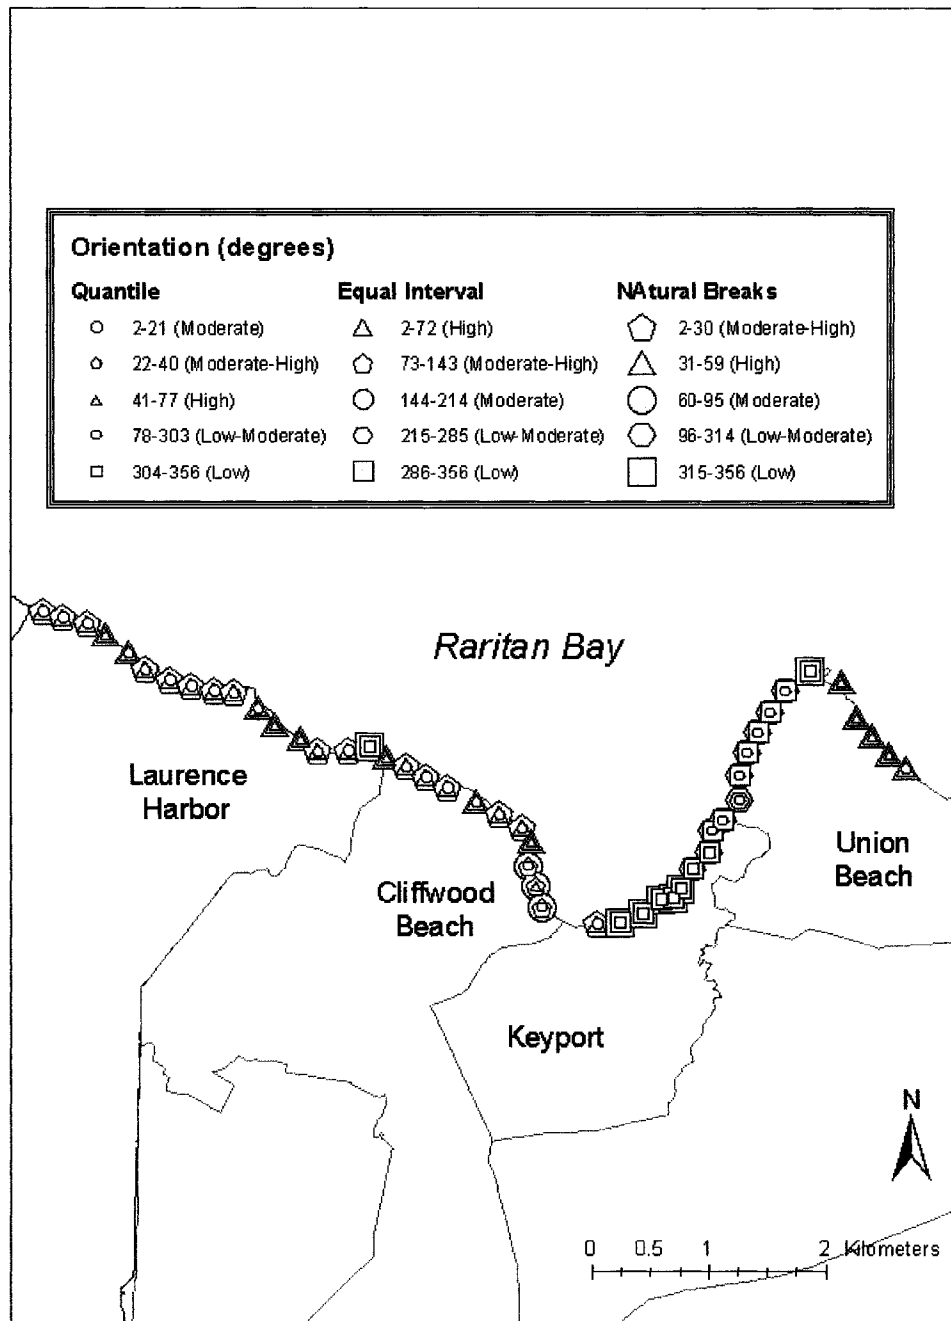 Orientation (degrees)
Quantile Equal Interval NAtural Breaks
2-21 (Moderate) 2-72 (High) 2-30 (Moderate-High)
22-40 (Moderate-High) 73-143 (Moderate-High) 31-59 (High)
41-77 (High) 144-214 (Moderate) 60-95 (Moderate)
78-303 (Low-Moderate) 215-285 (Low-Moderate) 96-314 (Low-Moderate)
304-356 (Low) 286-356 (Low) 315-356 (Low)
Raritan Bay
Laurence
Harbor
Union
Beach
Cliffwood
Beach
Keyport
N
0 0.5 1 2 Kilometers